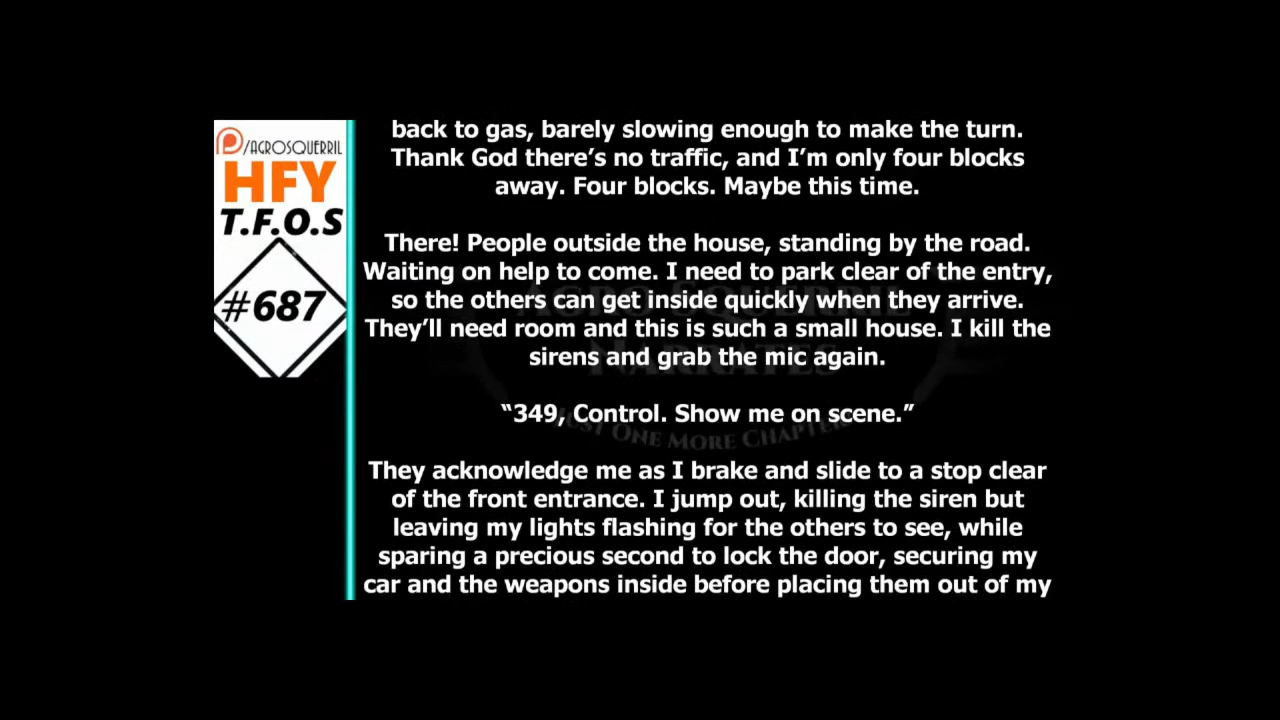 /AGROSQUERRIL
HFY
T.F.O.S
#687
back to gas, barely slowing enough to make the turn.
Thank God there’s no traffic, and I’m only four blocks
away. Four blocks. Maybe this time.
There! People outside the house, standing by the road.
Waiting on help to come. I need to park clear of the entry,
so the others can get inside quickly when they arrive.
They’ll need room and this is such a small house. I kill the
sirens and grab the mic again.
“349, Control. Show me on scene.”
They acknowledge me as I brake and slide to a stop clear
of the front entrance. I jump out, killing the siren but
leaving my lights flashing for the others to see, while
sparing a precious second to lock the door, securing my
car and the weapons inside before placing them out of my
AGRO SQUERRIL
NARRATES
JUST ONE MORE CHAPTER